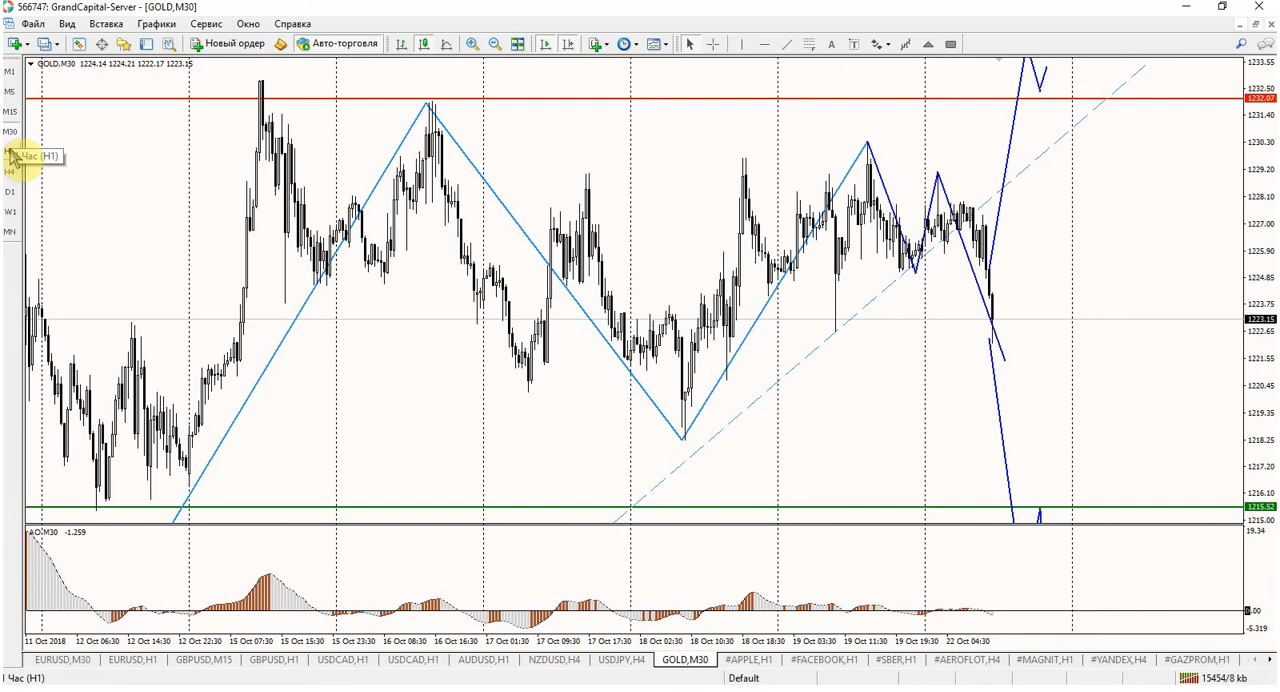 566747: GrandCapital-Server - [GOLD,M30]
Файл Вид Вставка Графики Сервис Окно Справка
Новый ордер Авто-торговля
GOLD,M30 1224.14 1224.21 1222.17 1223.15
M1
M5
M15
M30
1 Час (H1)
H4
D1
W1
MN
1233.55
1232.50
1232.07
1231.40
1230.30
1229.20
1228.10
1227.00
1225.90
1224.85
1223.75
1223.15
1222.65
1221.55
1220.45
1219.35
1218.25
1217.20
1216.10
1215.52
1215.00
AO,M30 -1.259
19.34
0.00
-5.319
11 Oct 2018 12 Oct 06:30 12 Oct 14:30 12 Oct 22:30 15 Oct 07:30 15 Oct 15:30 15 Oct 23:30 16 Oct 08:30 16 Oct 16:30 17 Oct 01:30 17 Oct 09:30 17 Oct 17:30 18 Oct 02:30 18 Oct 10:30 18 Oct 18:30 19 Oct 03:30 19 Oct 11:30 19 Oct 19:30 22 Oct 04:30
EURUSD,M30 EURUSD,H1 GBPUSD,M15 GBPUSD,H1 USDCAD,H1 USDCAD,H1 AUDUSD,H1 NZDUSD,H4 USDJPY,H4 GOLD,M30 #APPLE,H1 #FACEBOOK,H1 #SBER,H1 #AEROFLOT,H4 #MAGNIT,H1 #YANDEX,H4 #GAZPROM,H1
1 Час (H1) Default 15454/8 kb